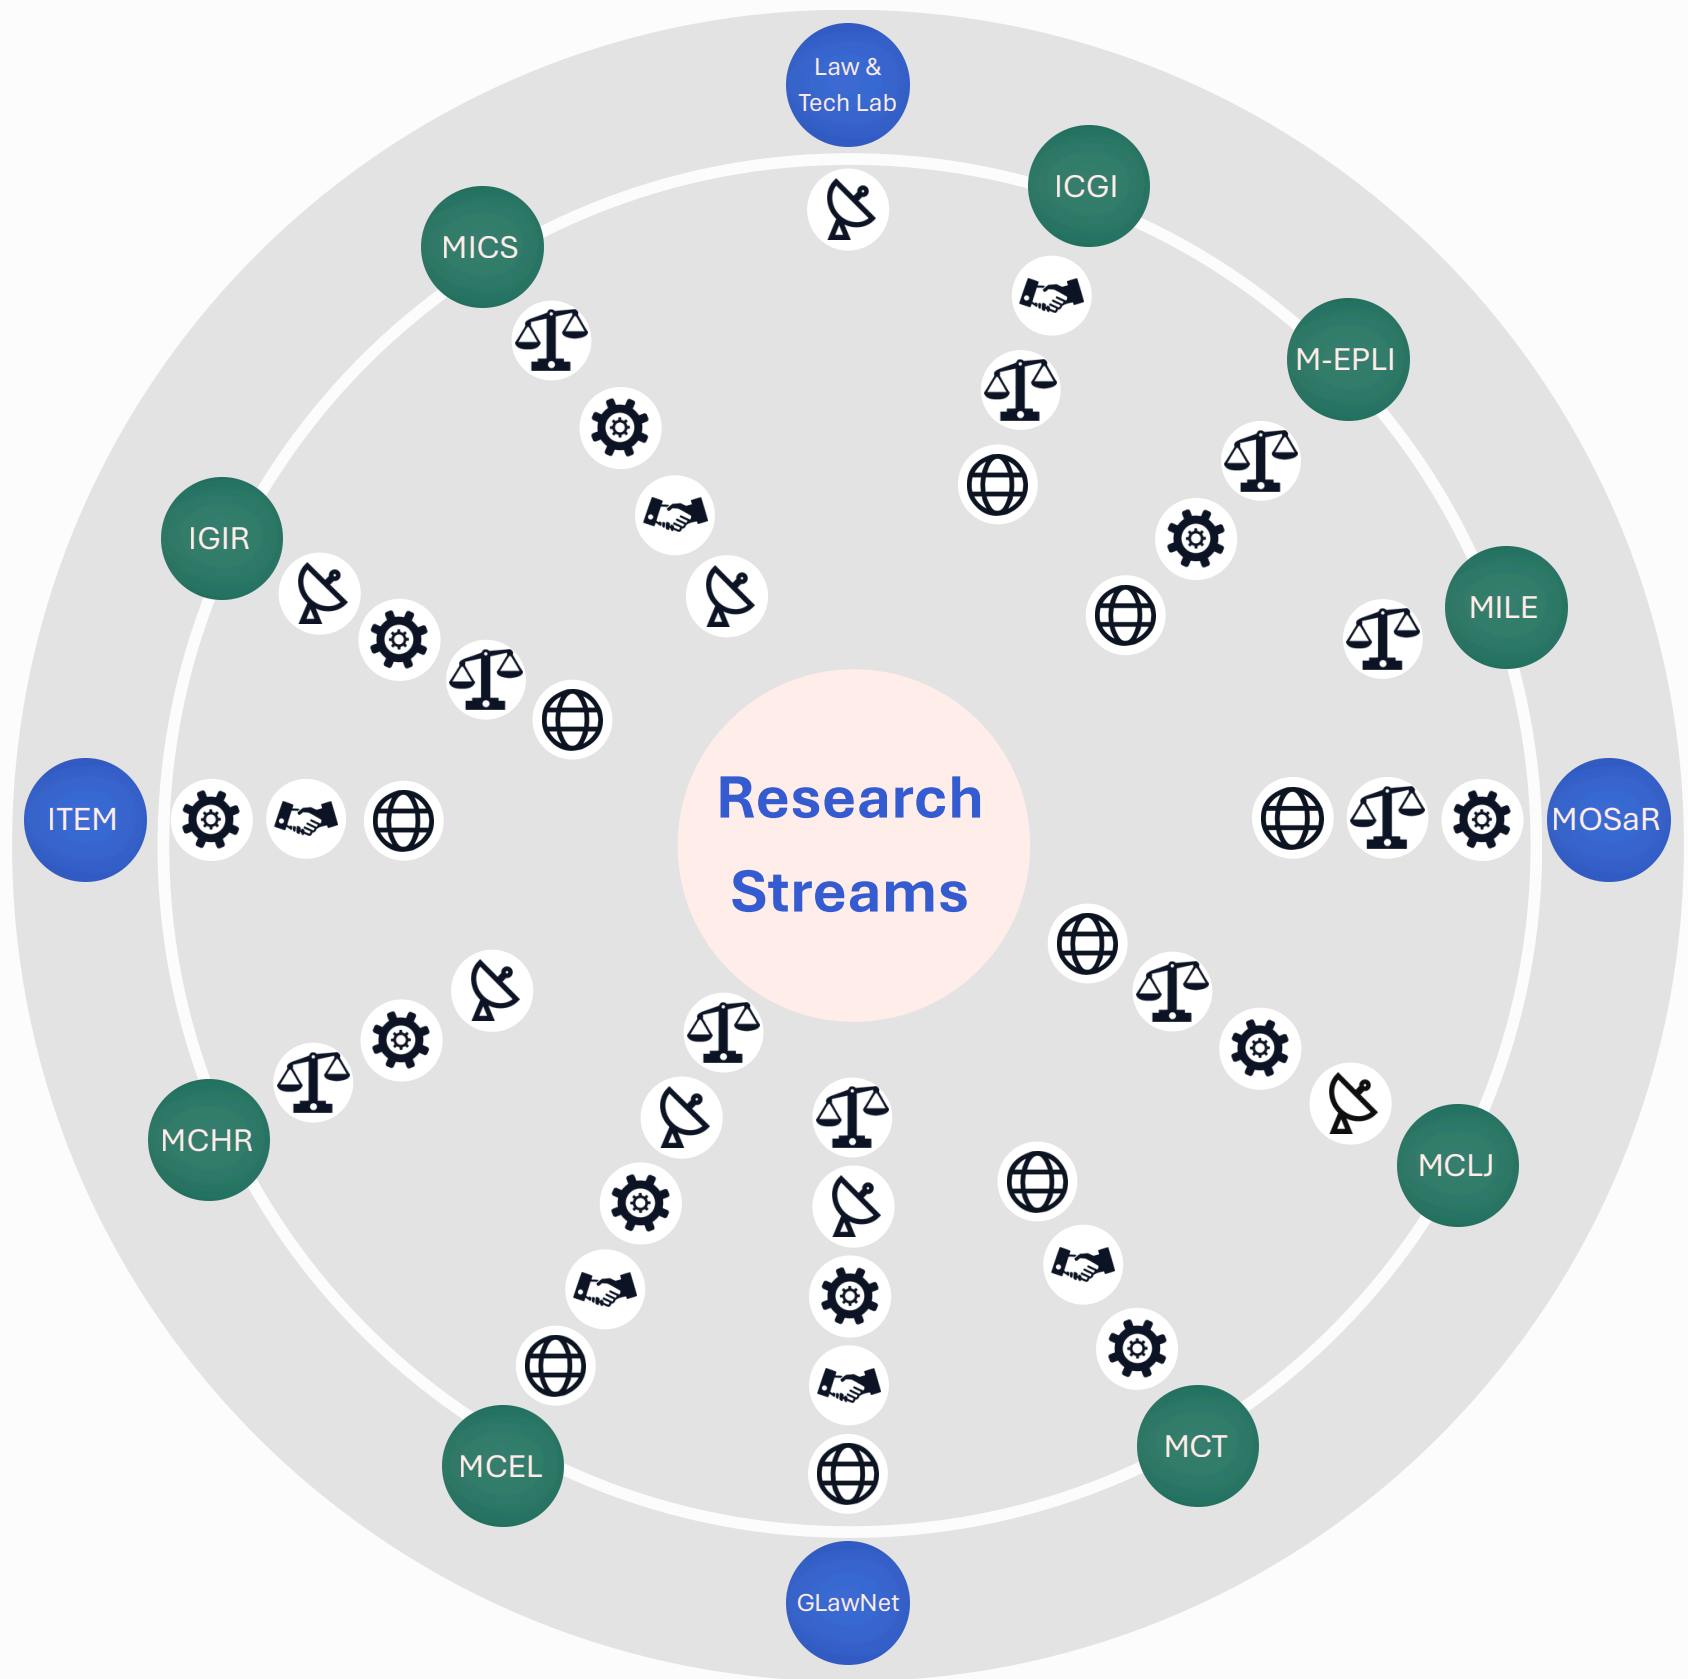 Law &
Tech Lab
ICGI
MICS
M-EPLI
IGIR
MILE
ITEM
Research
Streams
MOSaR
MCHR
MCLJ
MCEL
MCT
GLawNet